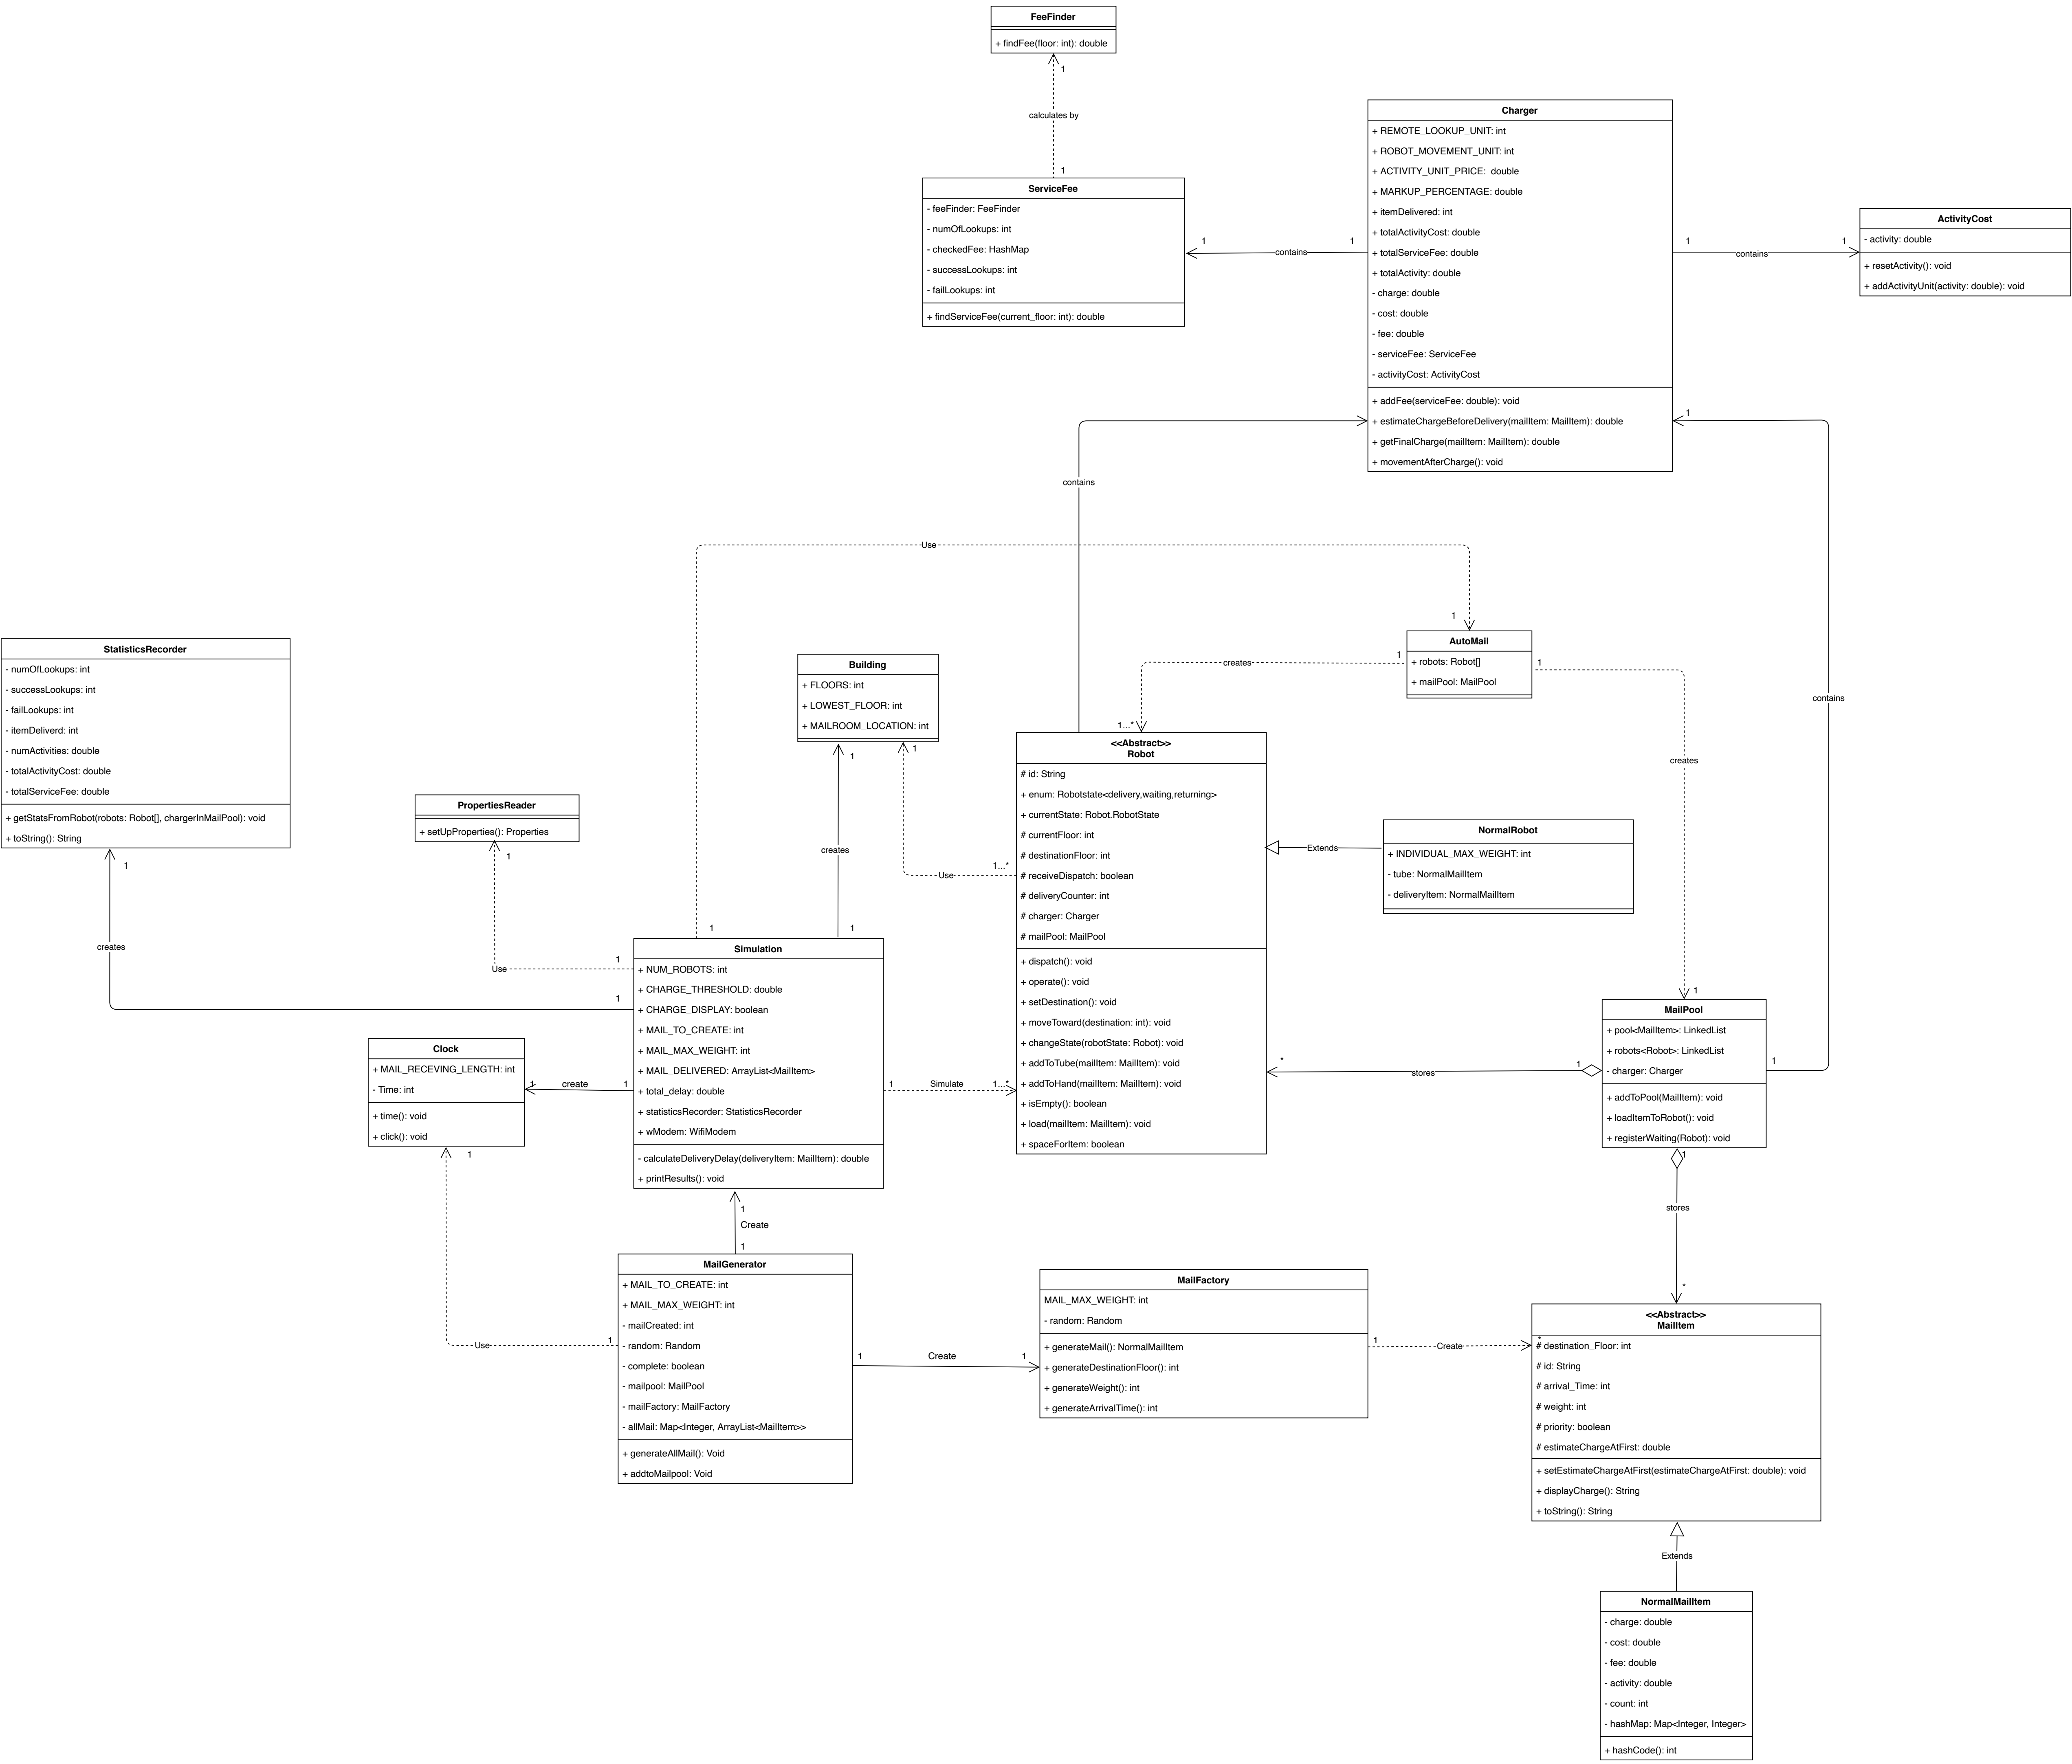 FeeFinder
+ findFee(floor: int): double
1
calculates by
1
ServiceFee
- feeFinder: FeeFinder
- numOfLookups: int
- checkedFee: HashMap
- successLookups: int
- failLookups: int
+ findServiceFee(current_floor: int): double
1
contains
1
Charger
+ REMOTE_LOOKUP_UNIT: int
+ ROBOT_MOVEMENT_UNIT: int
+ ACTIVITY_UNIT_PRICE:  double
+ MARKUP_PERCENTAGE: double
+ itemDelivered: int
+ totalActivityCost: double
+ totalServiceFee: double
+ totalActivity: double
- charge: double
- cost: double
- fee: double
- serviceFee: ServiceFee
- activityCost: ActivityCost
+ addFee(serviceFee: double): void
+ estimateChargeBeforeDelivery(mailItem: MailItem): double
+ getFinalCharge(mailItem: MailItem): double
+ movementAfterCharge(): void
1
contains
1
ActivityCost
- activity: double
+ resetActivity(): void
+ addActivityUnit(activity: double): void
1
contains
Use
1
AutoMail
+ robots: Robot[]
+ mailPool: MailPool
1
creates
1...*
1
creates
1
contains
StatisticsRecorder
- numOfLookups: int
- successLookups: int
- failLookups: int
- itemDeliverd: int
- numActivities: double
- totalActivityCost: double
- totalServiceFee: double
+ getStatsFromRobot(robots: Robot[], chargerInMailPool): void
+ toString(): String
1
creates
1
Building
+ FLOORS: int
+ LOWEST_FLOOR: int
+ MAILROOM_LOCATION: int
1
creates
1
1
Use
1...*
PropertiesReader
+ setUpProperties(): Properties
1
Use
1
<<Abstract>>
Robot
# id: String
+ enum: Robotstate<delivery,waiting,returning>
+ currentState: Robot.RobotState
# currentFloor: int
# destinationFloor: int
# receiveDispatch: boolean
# deliveryCounter: int
# charger: Charger
# mailPool: MailPool
+ dispatch(): void
+ operate(): void
+ setDestination(): void
+ moveToward(destination: int): void
+ changeState(robotState: Robot): void
+ addToTube(mailItem: MailItem): void
+ addToHand(mailItem: MailItem): void
+ isEmpty(): boolean
+ load(mailItem: MailItem): void
+ spaceForItem: boolean
Extends
NormalRobot
+ INDIVIDUAL_MAX_WEIGHT: int
- tube: NormalMailItem
- deliveryItem: NormalMailItem
1
Simulation
+ NUM_ROBOTS: int
+ CHARGE_THRESHOLD: double
+ CHARGE_DISPLAY: boolean
+ MAIL_TO_CREATE: int
+ MAIL_MAX_WEIGHT: int
+ MAIL_DELIVERED: ArrayList<MailItem>
+ total_delay: double
+ statisticsRecorder: StatisticsRecorder
+ wModem: WifiModem
- calculateDeliveryDelay(deliveryItem: MailItem): double
+ printResults(): void
1
Simulate
1...*
Clock
+ MAIL_RECEVING_LENGTH: int
- Time: int
+ time(): void
+ click(): void
1
create
1
1
Use
1
MailPool
+ pool<MailItem>: LinkedList
+ robots<Robot>: LinkedList
- charger: Charger
+ addToPool(MailItem): void
+ loadItemToRobot(): void
+ registerWaiting(Robot): void
1
*
stores
1
1
stores
*
1
Create
1
MailGenerator
+ MAIL_TO_CREATE: int
+ MAIL_MAX_WEIGHT: int
- mailCreated: int
- random: Random
- complete: boolean
- mailpool: MailPool
- mailFactory: MailFactory
- allMail: Map<Integer, ArrayList<MailItem>>
+ generateAllMail(): Void
+ addtoMailpool: Void
1
Create
1
MailFactory
MAIL_MAX_WEIGHT: int
- random: Random
+ generateMail(): NormalMailItem
+ generateDestinationFloor(): int
+ generateWeight(): int
+ generateArrivalTime(): int
1
Create
*
<<Abstract>>
MailItem
# destination_Floor: int
# id: String
# arrival_Time: int
# weight: int
# priority: boolean
# estimateChargeAtFirst: double
+ setEstimateChargeAtFirst(estimateChargeAtFirst: double): void
+ displayCharge(): String
+ toString(): String
Extends
NormalMailItem
- charge: double
- cost: double
- fee: double
- activity: double
- count: int
- hashMap: Map<Integer, Integer>
+ hashCode(): int